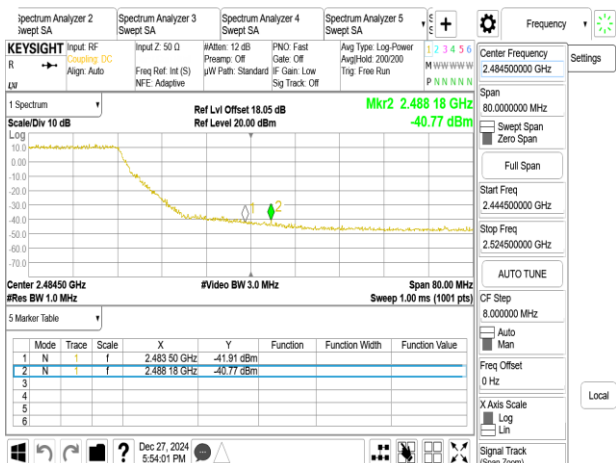 Spectrum Analyzer 2
Swept SA
Spectrum Analyzer 3
Swept SA
Spectrum Analyzer 4
Swept SA
Spectrum Analyzer 5
Swept SA
Frequency
Settings
KEYSIGHT
R
Input: RF
Coupling: DC
Align: Auto
Input Z: 50 Ω
Freq Ref: Int (S)
NFE: Adaptive
#Atten: 12 dB
Preamp: Off
µW Path: Standard
PNO: Fast
Gate: Off
IF Gain: Low
Sig Track: Off
Avg Type: Log-Power
Avg|Hold: 200/200
Trig: Free Run
1 2 3 4 5 6
M W W W W W
P N N N N N
1 Spectrum
Scale/Div 10 dB
Ref Lvl Offset 18.05 dB
Ref Level 20.00 dBm
Mkr2 2.488 18 GHz
-40.77 dBm
Log
10.0
0.00
-10.0
-20.0
-30.0
-40.0
-50.0
-60.0
-70.0
1
2
Center 2.48450 GHz
#Res BW 1.0 MHz
#Video BW 3.0 MHz
Span 80.00 MHz
Sweep 1.00 ms (1001 pts)
5 Marker Table
Mode Trace Scale X Y Function Function Width Function Value
1 N 1 f 2.483 50 GHz -41.91 dBm
2 N 1 f 2.488 18 GHz -40.77 dBm
3
4
5
6
Dec 27, 2024
5:54:01 PM
Center Frequency
2.484500000 GHz
Span
80.0000000 MHz
Swept Span
Zero Span
Full Span
Start Freq
2.444500000 GHz
Stop Freq
2.524500000 GHz
AUTO TUNE
CF Step
8.000000 MHz
Auto
Man
Freq Offset
0 Hz
X Axis Scale
Log
Lin
Signal Track
(Span Zoom)
Local